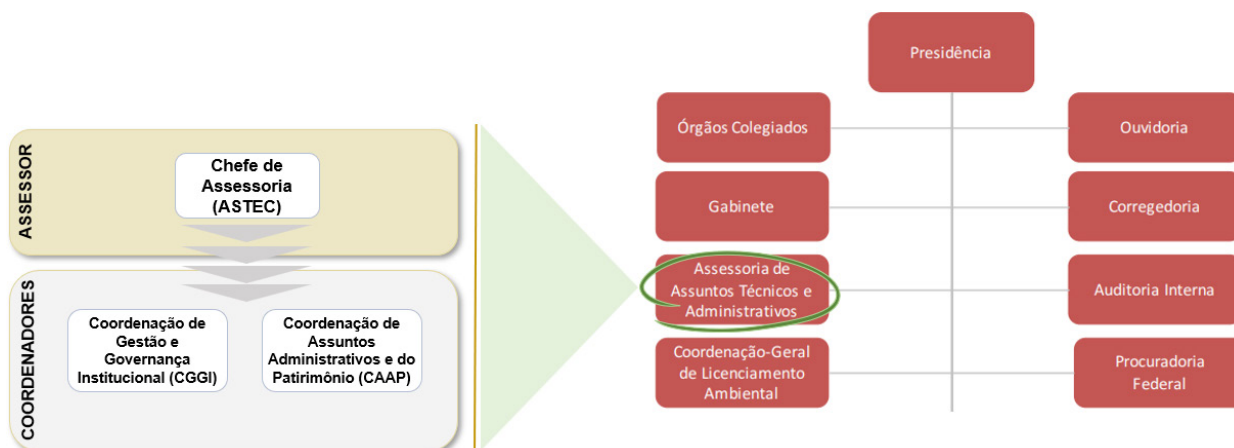 ASSESSOR
Chefe de
Assessoria
(ASTEC)
COORDENADORES
Coordenação de
Gestão e
Governança
Institucional (CGGI)
Coordenação de
Assuntos
Administrativos e do
Patirimônio (CAAP)
Presidência
Órgãos Colegiados
Ouvidoria
Gabinete
Corregedoria
Assessoria de
Assuntos Técnicos e
Administrativos
Auditoria Interna
Coordenação-Geral
de Licenciamento
Ambiental
Procuradoria
Federal